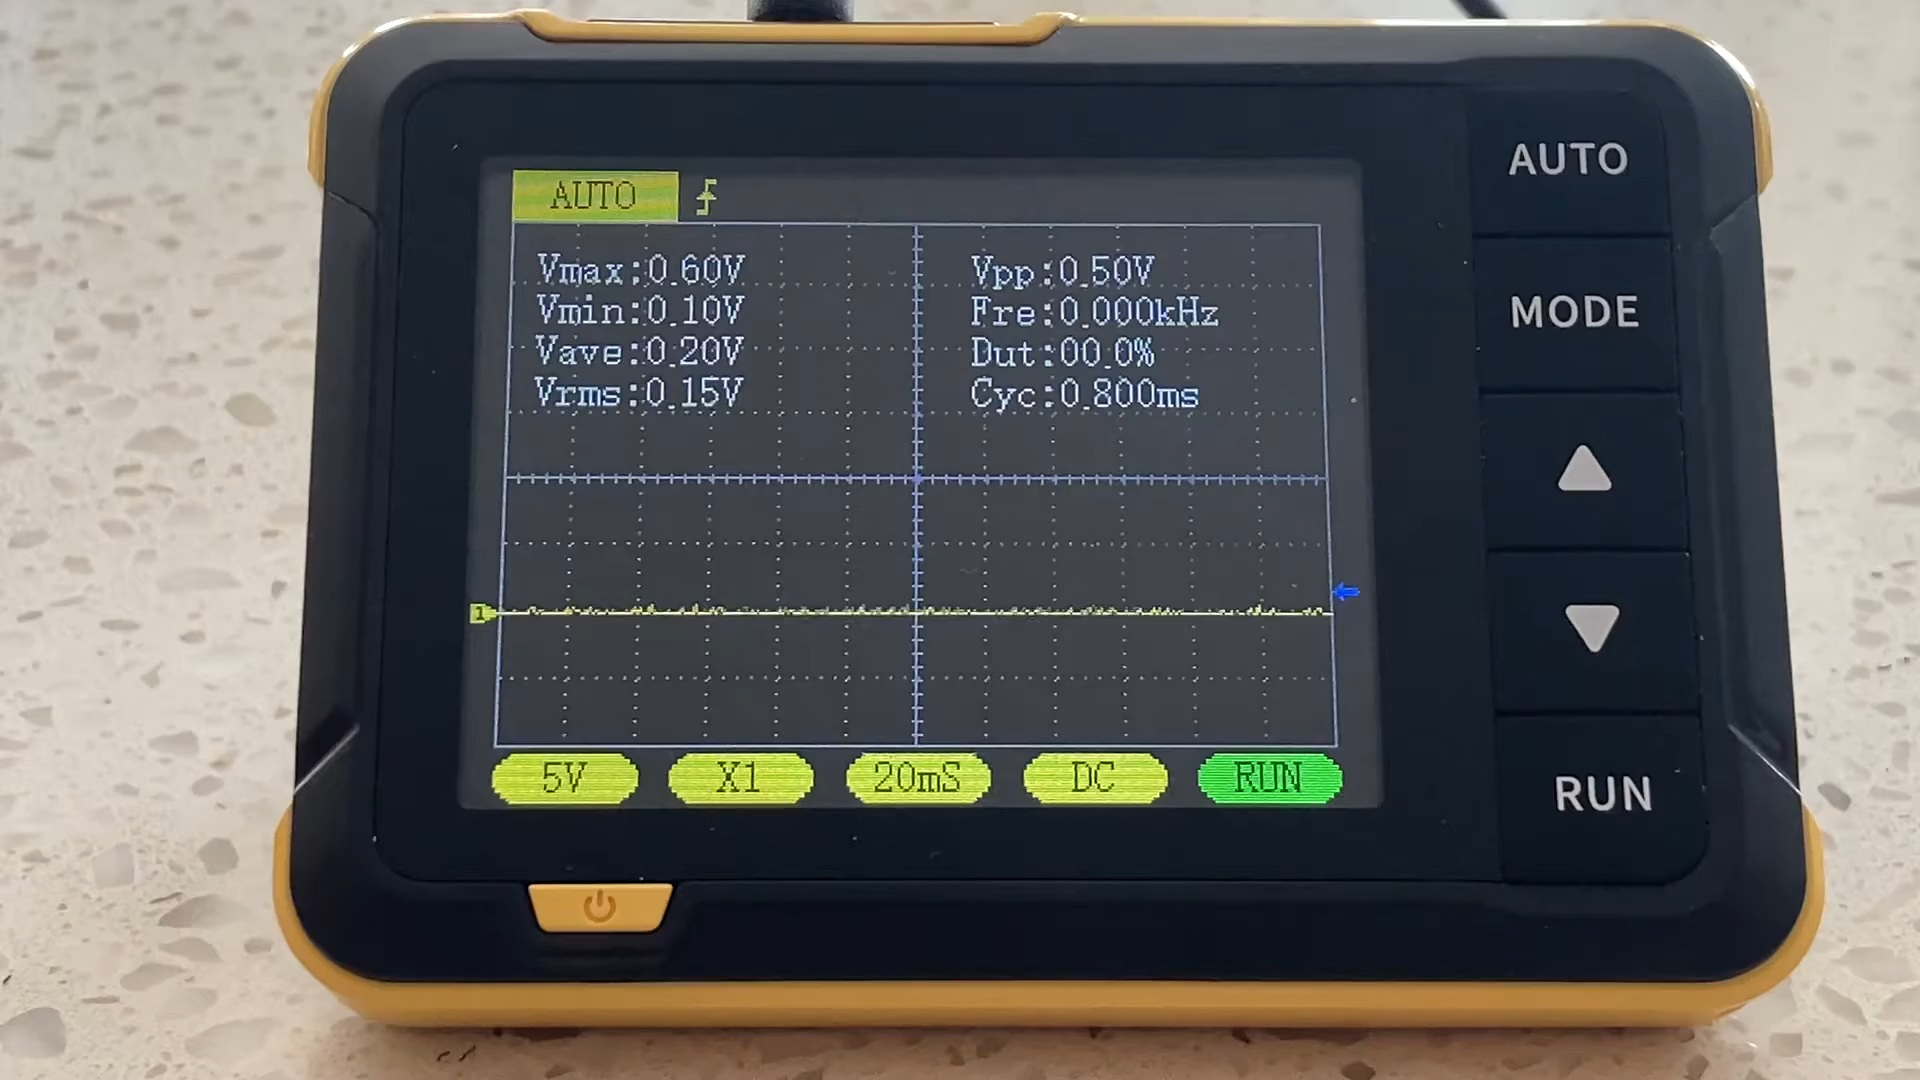 AUTO
Vmax:0.60V
Vpp:0.50V
Vmin:0.10V
Fre:0.000kHz
Vave:0.20V
Dut:00.0%
Vrms:0.15V
Cyc:0.800ms
1
5V
X1
20mS
DC
RUN
AUTO
MODE
RUN